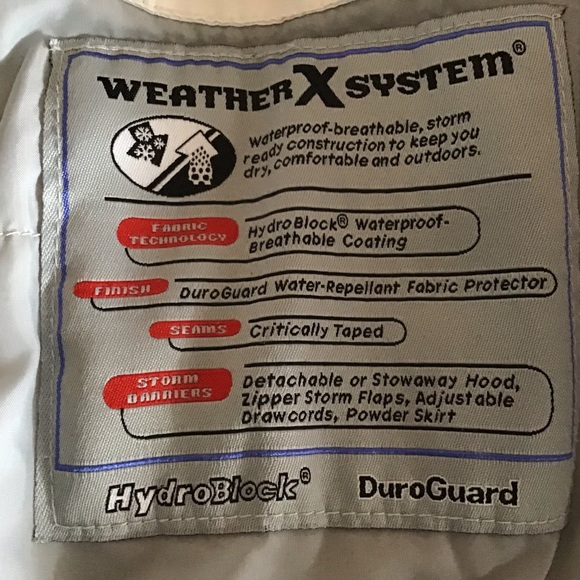 WEATHER X SYSTEM®
Waterproof-breathable, storm
ready construction to keep you
dry, comfortable and outdoors.
FABRIC
TECHNOLOGY
HydroBlock® Waterproof-
Breathable Coating
FINISH
DuroGuard Water-Repellant Fabric Protector
SEAMS
Critically Taped
STORM
BARRIERS
Detachable or Stowaway Hood,
Zipper Storm Flaps, Adjustable
Drawcords, Powder Skirt
HydroBlock® DuroGuard